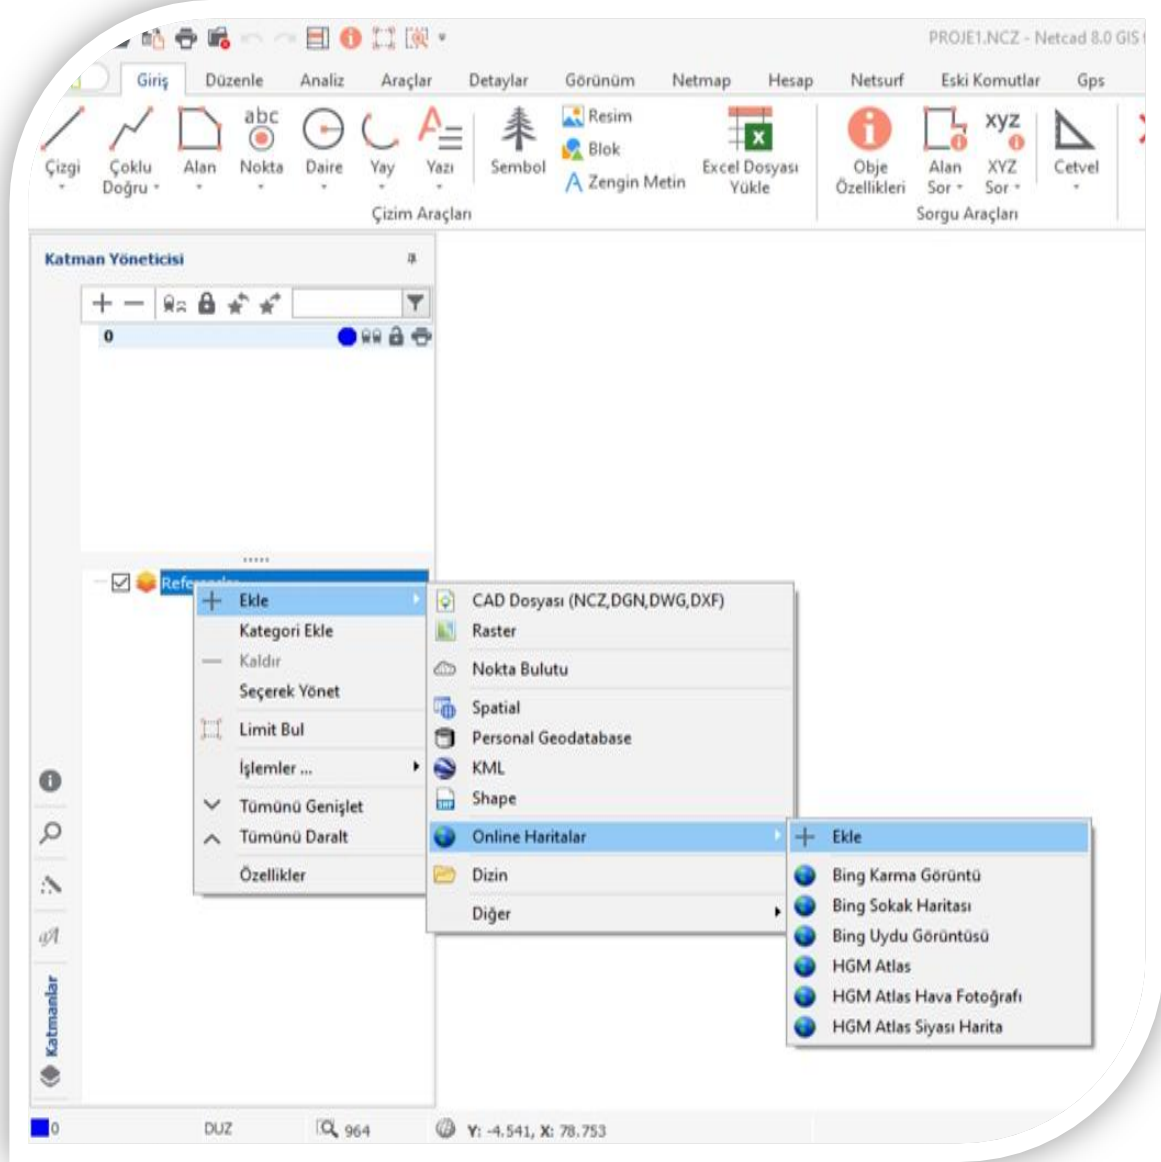 PROJE1.NCZ - Netcad 8.0 GIS
Giriş Düzenle Analiz Araçlar Detaylar Görünüm Netmap Hesap Netsurf Eski Komutlar Gps
Çizgi
Çoklu Doğru
Alan
abc
Nokta
Daire
Yay
Yazı
Sembol
Resim
Blok
Zengin Metin
Excel Dosyası Yükle
Obje Özellikleri
Alan Sor
xyz
XYZ Sor
Cetvel
Çizim Araçları
Sorgu Araçları
Katman Yöneticisi
0
Ekle
Kategori Ekle
Kaldır
Seçerek Yönet
Limit Bul
İşlemler ...
Tümünü Genişlet
Tümünü Daralt
Özellikler
CAD Dosyası (NCZ,DGN,DWG,DXF)
Raster
Nokta Bulutu
Spatial
Personal Geodatabase
KML
Shape
Online Haritalar
Dizin
Diğer
Ekle
Bing Karma Görüntü
Bing Sokak Haritası
Bing Uydu Görüntüsü
HGM Atlas
HGM Atlas Hava Fotoğrafı
HGM Atlas Siyası Harita
Katmanlar
0 DUZ 964 Y: -4.541, X: 78.753